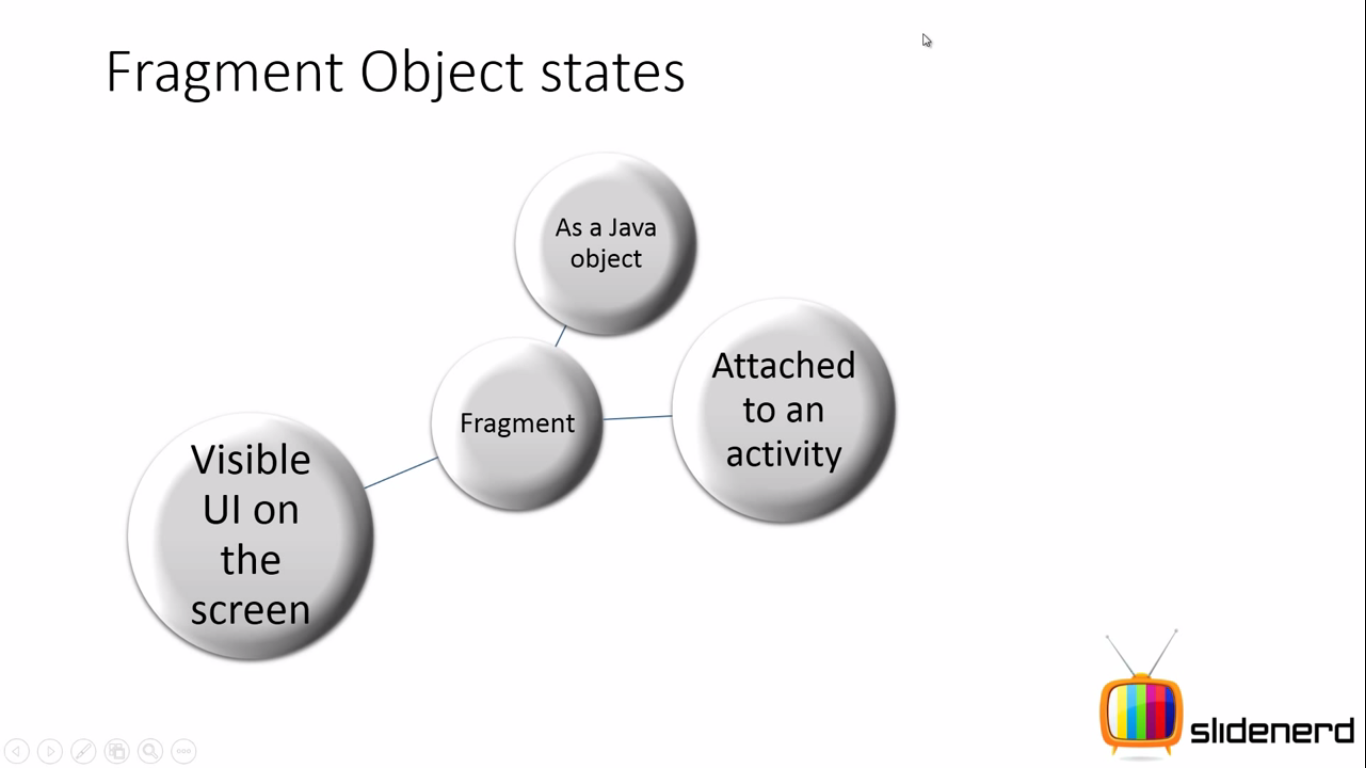 Fragment Object states
As a Java
object
Attached
to an
activity
Fragment
Visible
UI on
the
screen
slidenerd